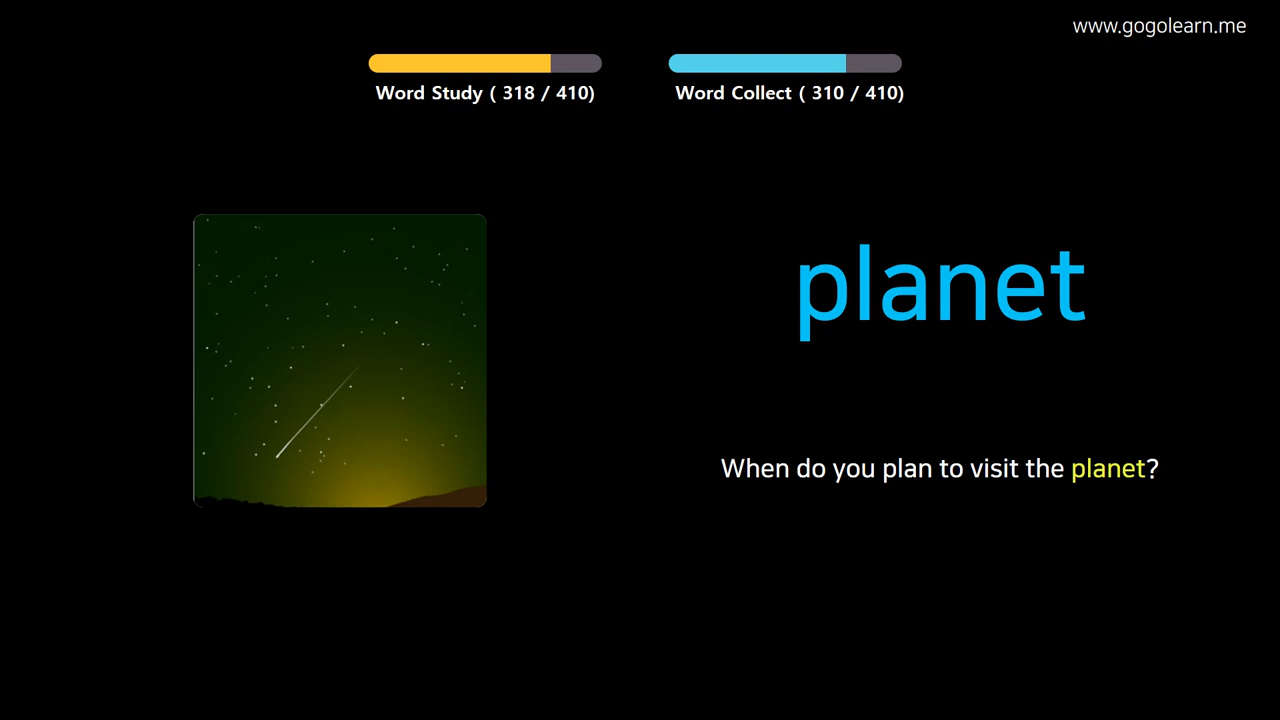 www.gogolearn.me
Word Study ( 318 / 410)
Word Collect ( 310 / 410)
planet
When do you plan to visit the planet?